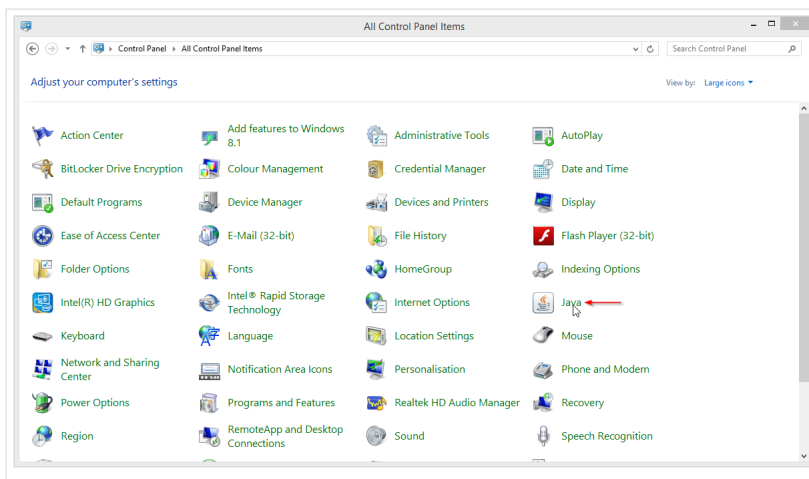 All Control Panel Items
Control Panel All Control Panel Items
Search Control Panel
Adjust your computer's settings
View by: Large icons
Action Center
Add features to Windows
8.1
Administrative Tools
AutoPlay
BitLocker Drive Encryption
Colour Management
Credential Manager
Date and Time
Default Programs
Device Manager
Devices and Printers
Display
Ease of Access Center
E-Mail (32-bit)
File History
Flash Player (32-bit)
Folder Options
Fonts
HomeGroup
Indexing Options
Intel(R) HD Graphics
Intel® Rapid Storage
Technology
Internet Options
Java
Keyboard
Language
Location Settings
Mouse
Network and Sharing
Center
Notification Area Icons
Personalisation
Phone and Modem
Power Options
Programs and Features
Realtek HD Audio Manager
Recovery
Region
RemoteApp and Desktop
Connections
Sound
Speech Recognition